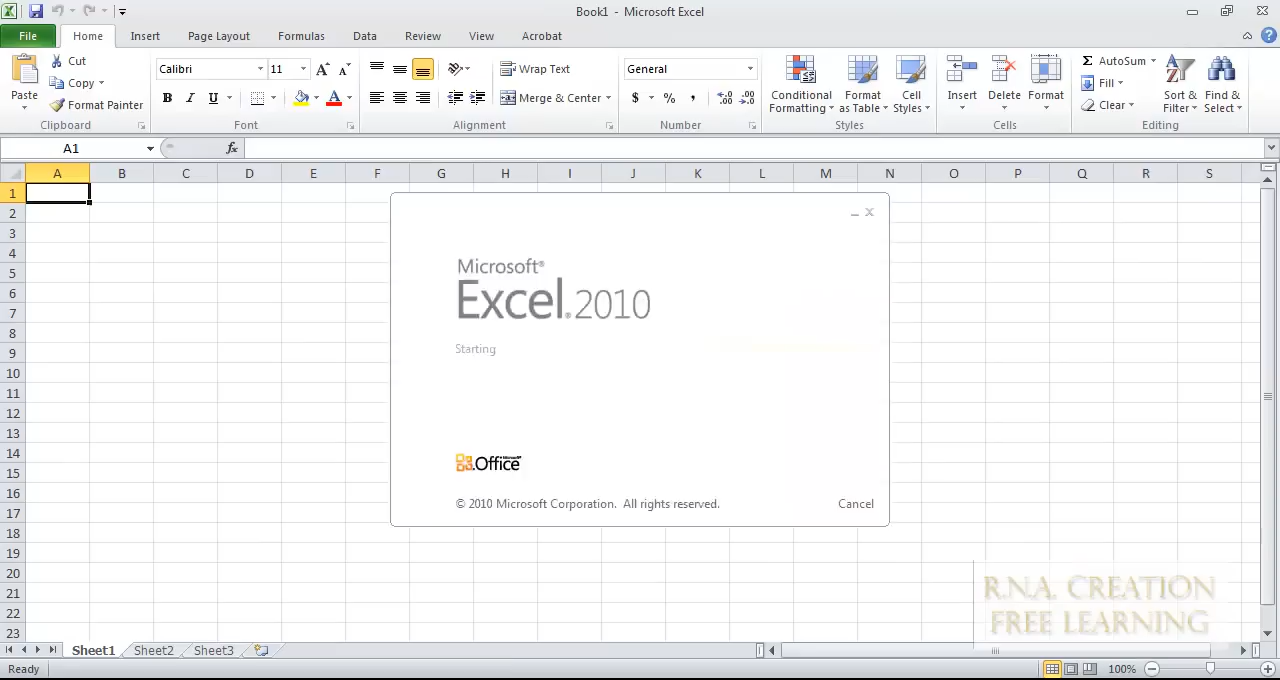 Book1 - Microsoft Excel
File Home Insert Page Layout Formulas Data Review View Acrobat
Paste
Cut
Copy
Format Painter
Clipboard
Calibri 11
B I U A
Font
Wrap Text
Merge & Center
Alignment
General
$ % , .00 .0
Number
Conditional Formatting
Format as Table
Cell Styles
Styles
Insert Delete Format
Cells
Σ AutoSum
Fill
Clear
Sort & Filter
Find & Select
Editing
A1 fx
A B C D E F G H I J K L M N O P Q R S
1
2
3
4
5
6
7
8
9
10
11
12
13
14
15
16
17
18
19
20
21
22
23
Microsoft®
Excel®2010
Starting
Microsoft®
Office
© 2010 Microsoft Corporation. All rights reserved. Cancel
R.N.A. CREATION
FREE LEARNING
Sheet1 Sheet2 Sheet3
Ready 100%